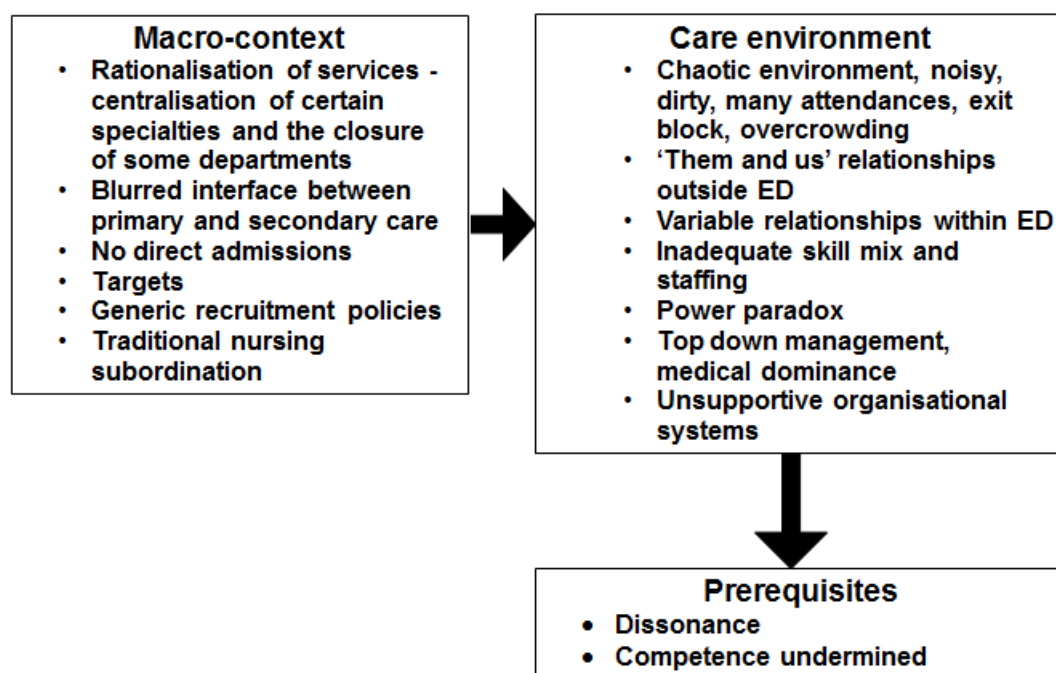 Macro-context
• Rationalisation of services -
centralisation of certain
specialties and the closure
of some departments
• Blurred interface between
primary and secondary care
• No direct admissions
• Targets
• Generic recruitment policies
• Traditional nursing
subordination
Care environment
• Chaotic environment, noisy,
dirty, many attendances, exit
block, overcrowding
• ‘Them and us’ relationships
outside ED
• Variable relationships within ED
• Inadequate skill mix and
staffing
• Power paradox
• Top down management,
medical dominance
• Unsupportive organisational
systems
Prerequisites
• Dissonance
• Competence undermined